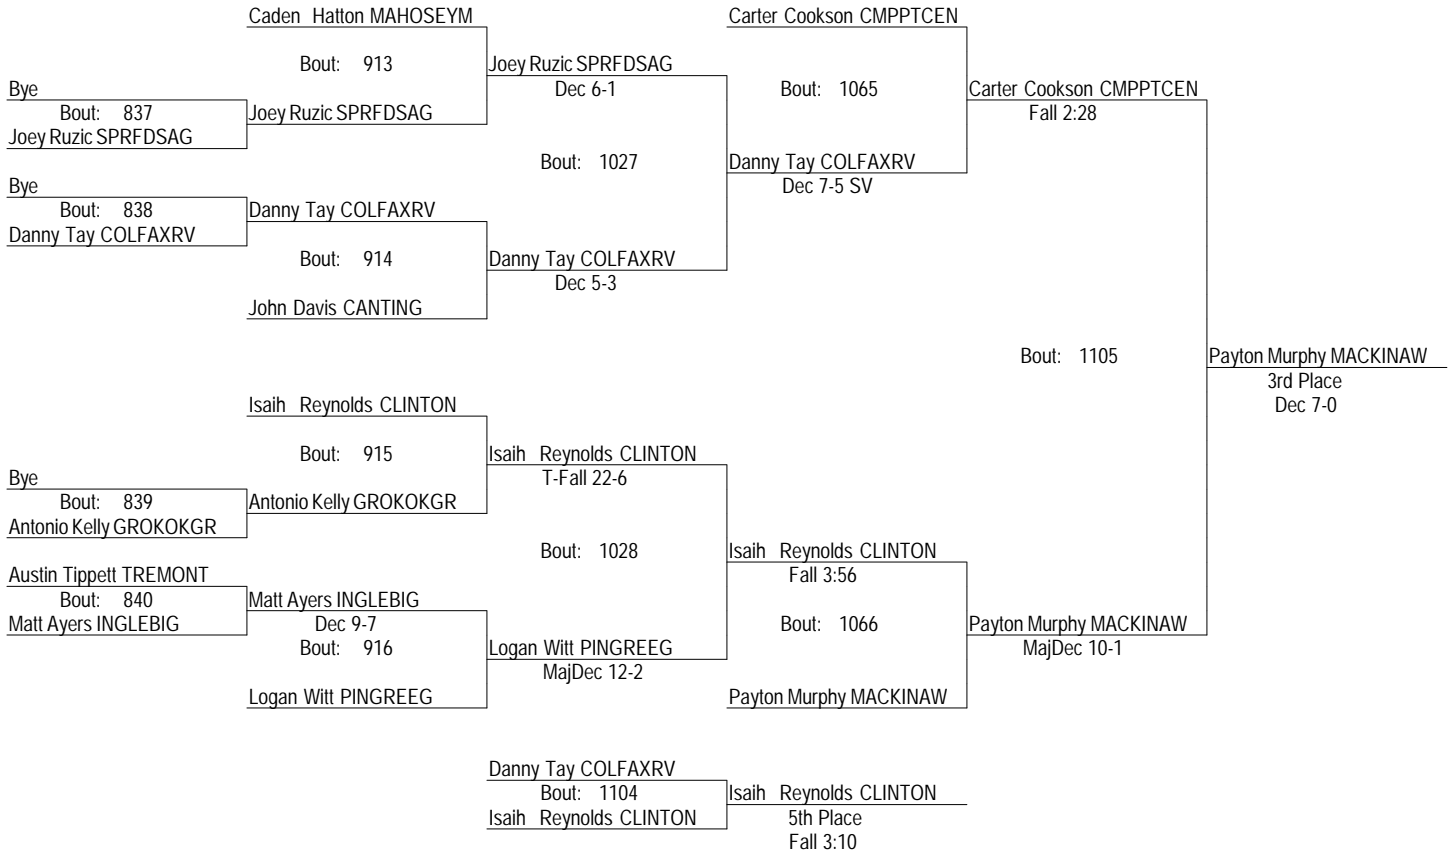 Caden Hatton MAHOSEYM
Carter Cookson CMPPTCEN
Bout: 913
Joey Ruzic SPRFDSAG
Dec 6-1
Bye
Bout: 837
Joey Ruzic SPRFDSAG
Joey Ruzic SPRFDSAG
Bout: 1065
Carter Cookson CMPPTCEN
Fall 2:28
Bout: 1027
Danny Tay COLFAXRV
Dec 7-5 SV
Bye
Bout: 838
Danny Tay COLFAXRV
Danny Tay COLFAXRV
Bout: 914
Danny Tay COLFAXRV
Dec 5-3
John Davis CANTING
Bout: 1105
Payton Murphy MACKINAW
3rd Place
Dec 7-0
Isaih Reynolds CLINTON
Bout: 915
Isaih Reynolds CLINTON
T-Fall 22-6
Bye
Bout: 839
Antonio Kelly GROKOKGR
Antonio Kelly GROKOKGR
Bout: 1028
Isaih Reynolds CLINTON
Fall 3:56
Austin Tippett TREMONT
Bout: 840
Matt Ayers INGLEBIG
Matt Ayers INGLEBIG
Dec 9-7
Bout: 916
Logan Witt PINGREEG
MajDec 12-2
Bout: 1066
Payton Murphy MACKINAW
MajDec 10-1
Logan Witt PINGREEG
Payton Murphy MACKINAW
Danny Tay COLFAXRV
Bout: 1104
Isaih Reynolds CLINTON
Isaih Reynolds CLINTON
5th Place
Fall 3:10